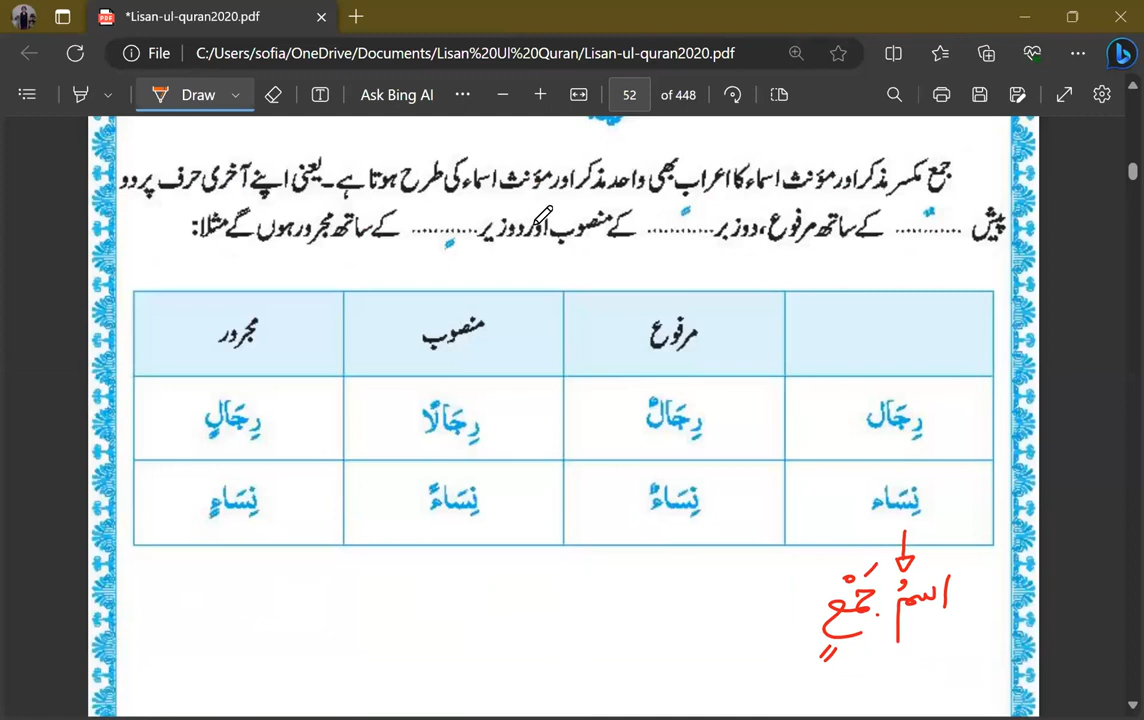 *Lisan-ul-quran2020.pdf
File C:/Users/sofia/OneDrive/Documents/Lisan%20Ul%20Quran/Lisan-ul-quran2020.pdf
Draw Ask Bing AI 52 of 448
جمع مکسر مذکر اور مؤنث اسماء کا اعراب بھی واحد مذکر اور مؤنث اسماء کی طرح ہوتا ہے۔ یعنی اپنے آخری حرف پر دو
پیش ........... کے ساتھ مرفوع، دو زبر ........... کے منصوب اور دو زیر ........... کے ساتھ مجرور ہوں گے مثلا:
مرفوع منصوب مجرور
رِجَال رِجَالٌ رِجَالًا رِجَالٍ
نِسَاء نِسَاءٌ نِسَاءً نِسَاءٍ
اسمُ جَمْعٍ